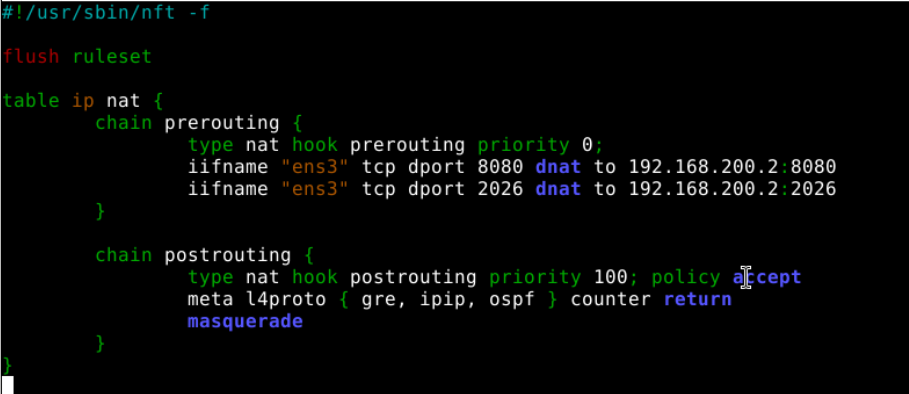 #!/usr/sbin/nft -f
flush ruleset
table ip nat {
chain prerouting {
type nat hook prerouting priority 0;
iifname "ens3" tcp dport 8080 dnat to 192.168.200.2:8080
iifname "ens3" tcp dport 2026 dnat to 192.168.200.2:2026
}
chain postrouting {
type nat hook postrouting priority 100; policy accept
meta l4proto { gre, ipip, ospf } counter return
masquerade
}
}